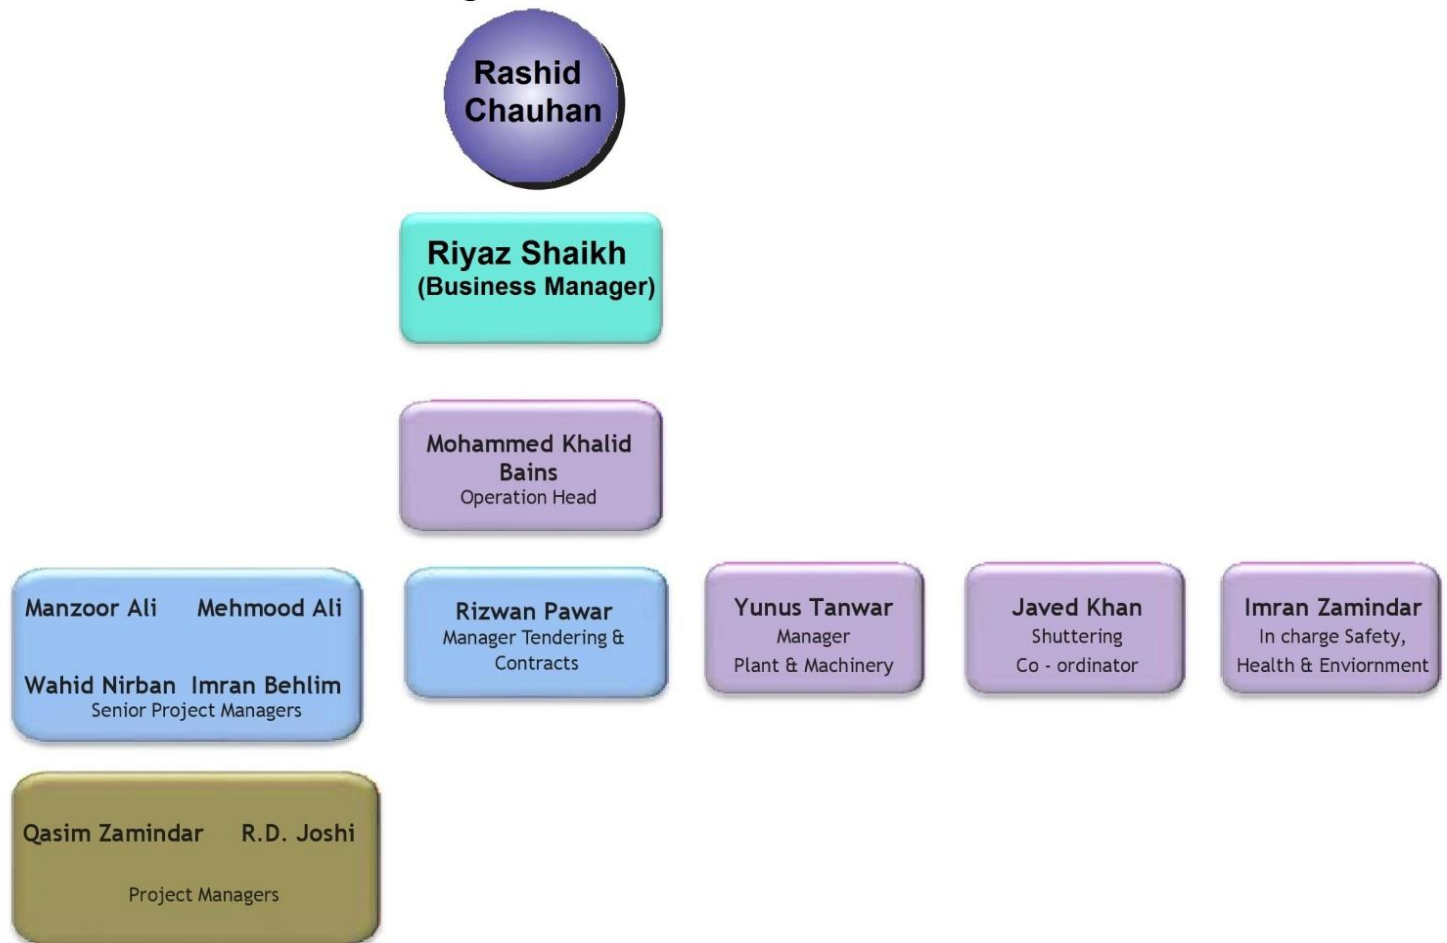 Rashid
Chauhan
Riyaz Shaikh
(Business Manager)
Mohammed Khalid
Bains
Operation Head
Manzoor Ali Mehmood Ali
Wahid Nirban Imran Behlim
Senior Project Managers
Rizwan Pawar
Manager Tendering &
Contracts
Yunus Tanwar
Manager
Plant & Machinery
Javed Khan
Shuttering
Co - ordinator
Imran Zamindar
In charge Safety,
Health & Enviornment
Qasim Zamindar R.D. Joshi
Project Managers